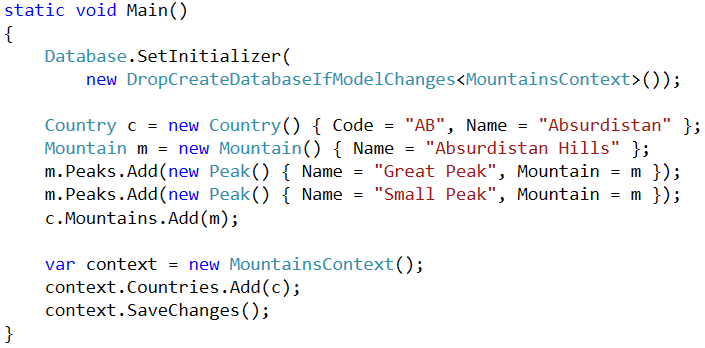 static void Main()
{
    Database.SetInitializer(
        new DropCreateDatabaseIfModelChanges<MountainsContext>());

    Country c = new Country() { Code = "AB", Name = "Absurdistan" };
    Mountain m = new Mountain() { Name = "Absurdistan Hills" };
    m.Peaks.Add(new Peak() { Name = "Great Peak", Mountain = m });
    m.Peaks.Add(new Peak() { Name = "Small Peak", Mountain = m });
    c.Mountains.Add(m);

    var context = new MountainsContext();
    context.Countries.Add(c);
    context.SaveChanges();
}